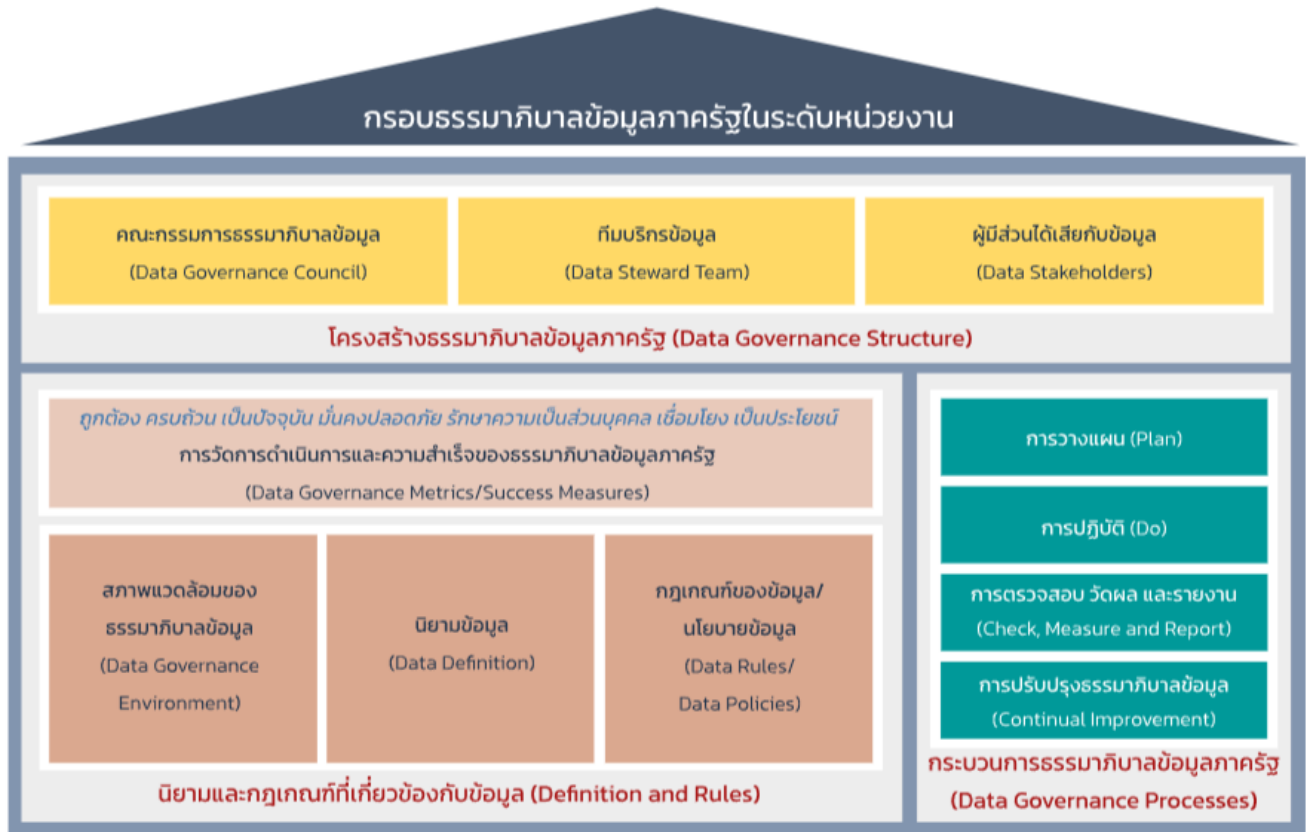 กรอบธรรมาภิบาลข้อมูลภาครัฐในระดับหน่วยงาน
คณะกรรมการธรรมาภิบาลข้อมูล
(Data Governance Council)
ทีมบริกรข้อมูล
(Data Steward Team)
ผู้มีส่วนได้เสียกับข้อมูล
(Data Stakeholders)
โครงสร้างธรรมาภิบาลข้อมูลภาครัฐ (Data Governance Structure)
ถูกต้อง ครบถ้วน เป็นปัจจุบัน มั่นคงปลอดภัย รักษาความเป็นส่วนบุคคล เชื่อมโยง เป็นประโยชน์
การวัดการดำเนินการและความสำเร็จของธรรมาภิบาลข้อมูลภาครัฐ
(Data Governance Metrics/Success Measures)
สภาพแวดล้อมของ
ธรรมาภิบาลข้อมูล
(Data Governance
Environment)
นิยามข้อมูล
(Data Definition)
กฎเกณฑ์ของข้อมูล/
นโยบายข้อมูล
(Data Rules/
Data Policies)
นิยามและกฎเกณฑ์ที่เกี่ยวข้องกับข้อมูล (Definition and Rules)
การวางแผน (Plan)
การปฏิบัติ (Do)
การตรวจสอบ วัดผล และรายงาน
(Check, Measure and Report)
การปรับปรุงธรรมาภิบาลข้อมูล
(Continual Improvement)
กระบวนการธรรมาภิบาลข้อมูลภาครัฐ
(Data Governance Processes)